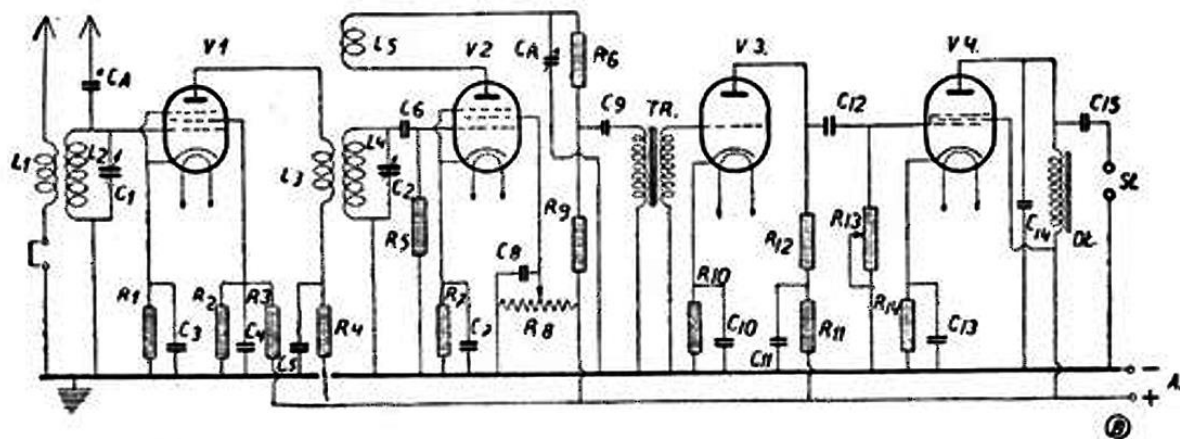 V1
V2
V3.
V4.
L5
CA
CA
R6
L1
L2
C1
L3
L4
C6
C2
R5
C9
TR.
C12
C15
SL
R9
C8
R12
R13
C14
DL
R1
C3
R2
C4
R3
L5
R4
R7
C7
R8
R10
C10
C11
R11
R14
C13
−
+
A.
B